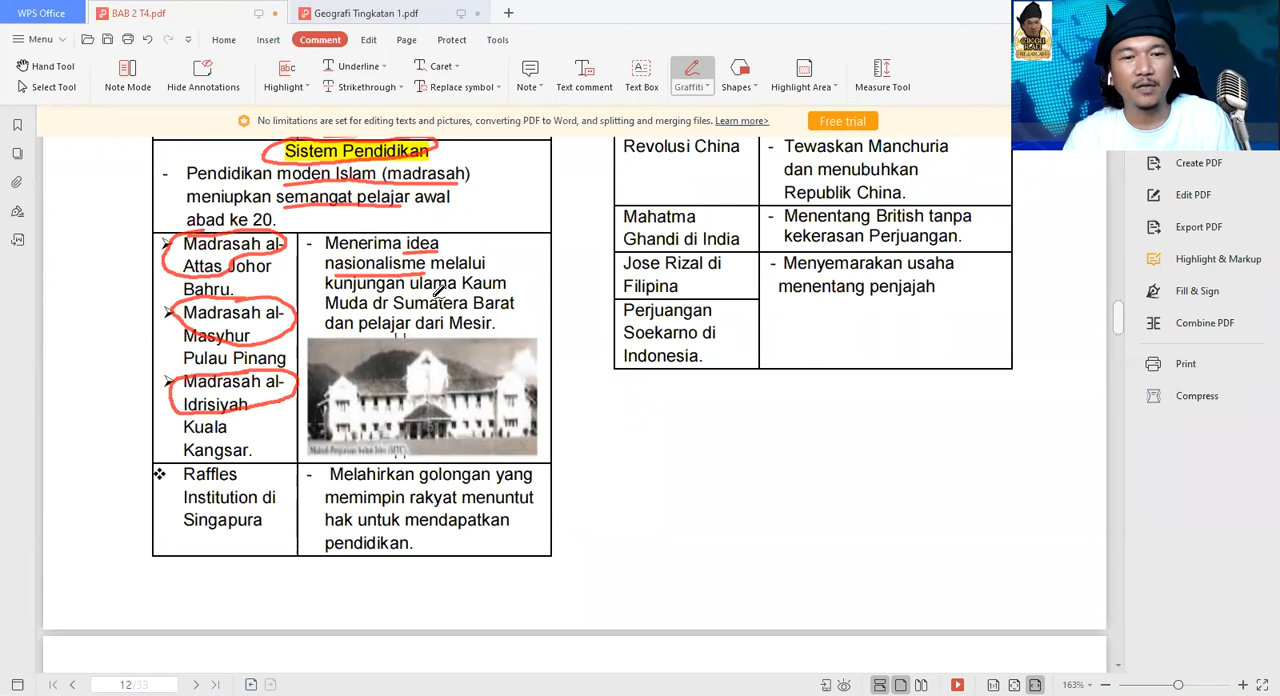 WPS Office
BAB 2 T4.pdf
Geografi Tingkatan 1.pdf
Menu
Home
Insert
Comment
Edit
Page
Protect
Tools
Hand Tool
Select Tool
Note Mode
Hide Annotations
Highlight
Underline
Strikethrough
Caret
Replace symbol
Note
Text comment
Text Box
Graffiti
Shapes
Highlight Area
Measure Tool
No limitations are set for editing texts and pictures, converting PDF to Word, and splitting and merging files. Learn more>
Free trial
Sistem Pendidikan
- Pendidikan moden Islam (madrasah)
meniupkan semangat pelajar awal
abad ke 20.
Madrasah al-
Attas Johor
Bahru.
Madrasah al-
Masyhur
Pulau Pinang
Madrasah al-
Idrisiyah
Kuala
Kangsar.
- Menerima idea
nasionalisme melalui
kunjungan ulama Kaum
Muda dr Sumatera Barat
dan pelajar dari Mesir.
Raffles
Institution di
Singapura
- Melahirkan golongan yang
memimpin rakyat menuntut
hak untuk mendapatkan
pendidikan.
Revolusi China
- Tewaskan Manchuria
dan menubuhkan
Republik China.
Mahatma
Ghandi di India
- Menentang British tanpa
kekerasan Perjuangan.
Jose Rizal di
Filipina
- Menyemarakan usaha
menentang penjajah
Perjuangan
Soekarno di
Indonesia.
Create PDF
Edit PDF
Export PDF
Highlight & Markup
Fill & Sign
Combine PDF
Print
Compress
12/33
163%